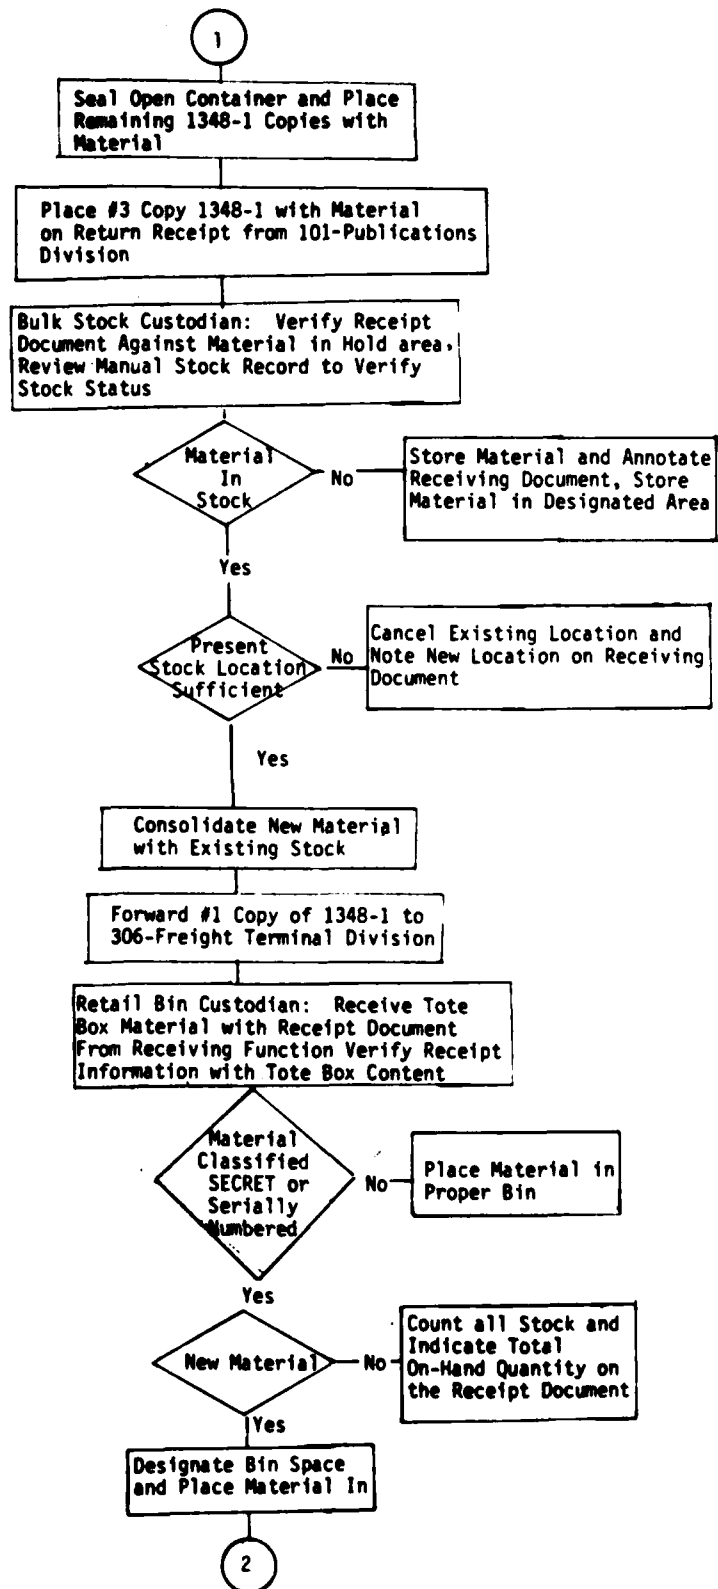 1
Seal Open Container and Place
Remaining 1348-1 Copies with
Material
Place #3 Copy 1348-1 with Material
on Return Receipt from 101-Publications
Division
Bulk Stock Custodian: Verify Receipt
Document Against Material in Hold area,
Review Manual Stock Record to Verify
Stock Status
Material
In
Stock
No
Store Material and Annotate
Receiving Document, Store
Material in Designated Area
Yes
Present
Stock Location
Sufficient
No
Cancel Existing Location and
Note New Location on Receiving
Document
Yes
Consolidate New Material
with Existing Stock
Forward #1 Copy of 1348-1 to
306-Freight Terminal Division
Retail Bin Custodian: Receive Tote
Box Material with Receipt Document
From Receiving Function Verify Receipt
Information with Tote Box Content
Material
Classified
SECRET or
Serially
Numbered
No
Place Material in
Proper Bin
Yes
New Material
No
Count all Stock and
Indicate Total
On-Hand Quantity on
the Receipt Document
Yes
Designate Bin Space
and Place Material In
2